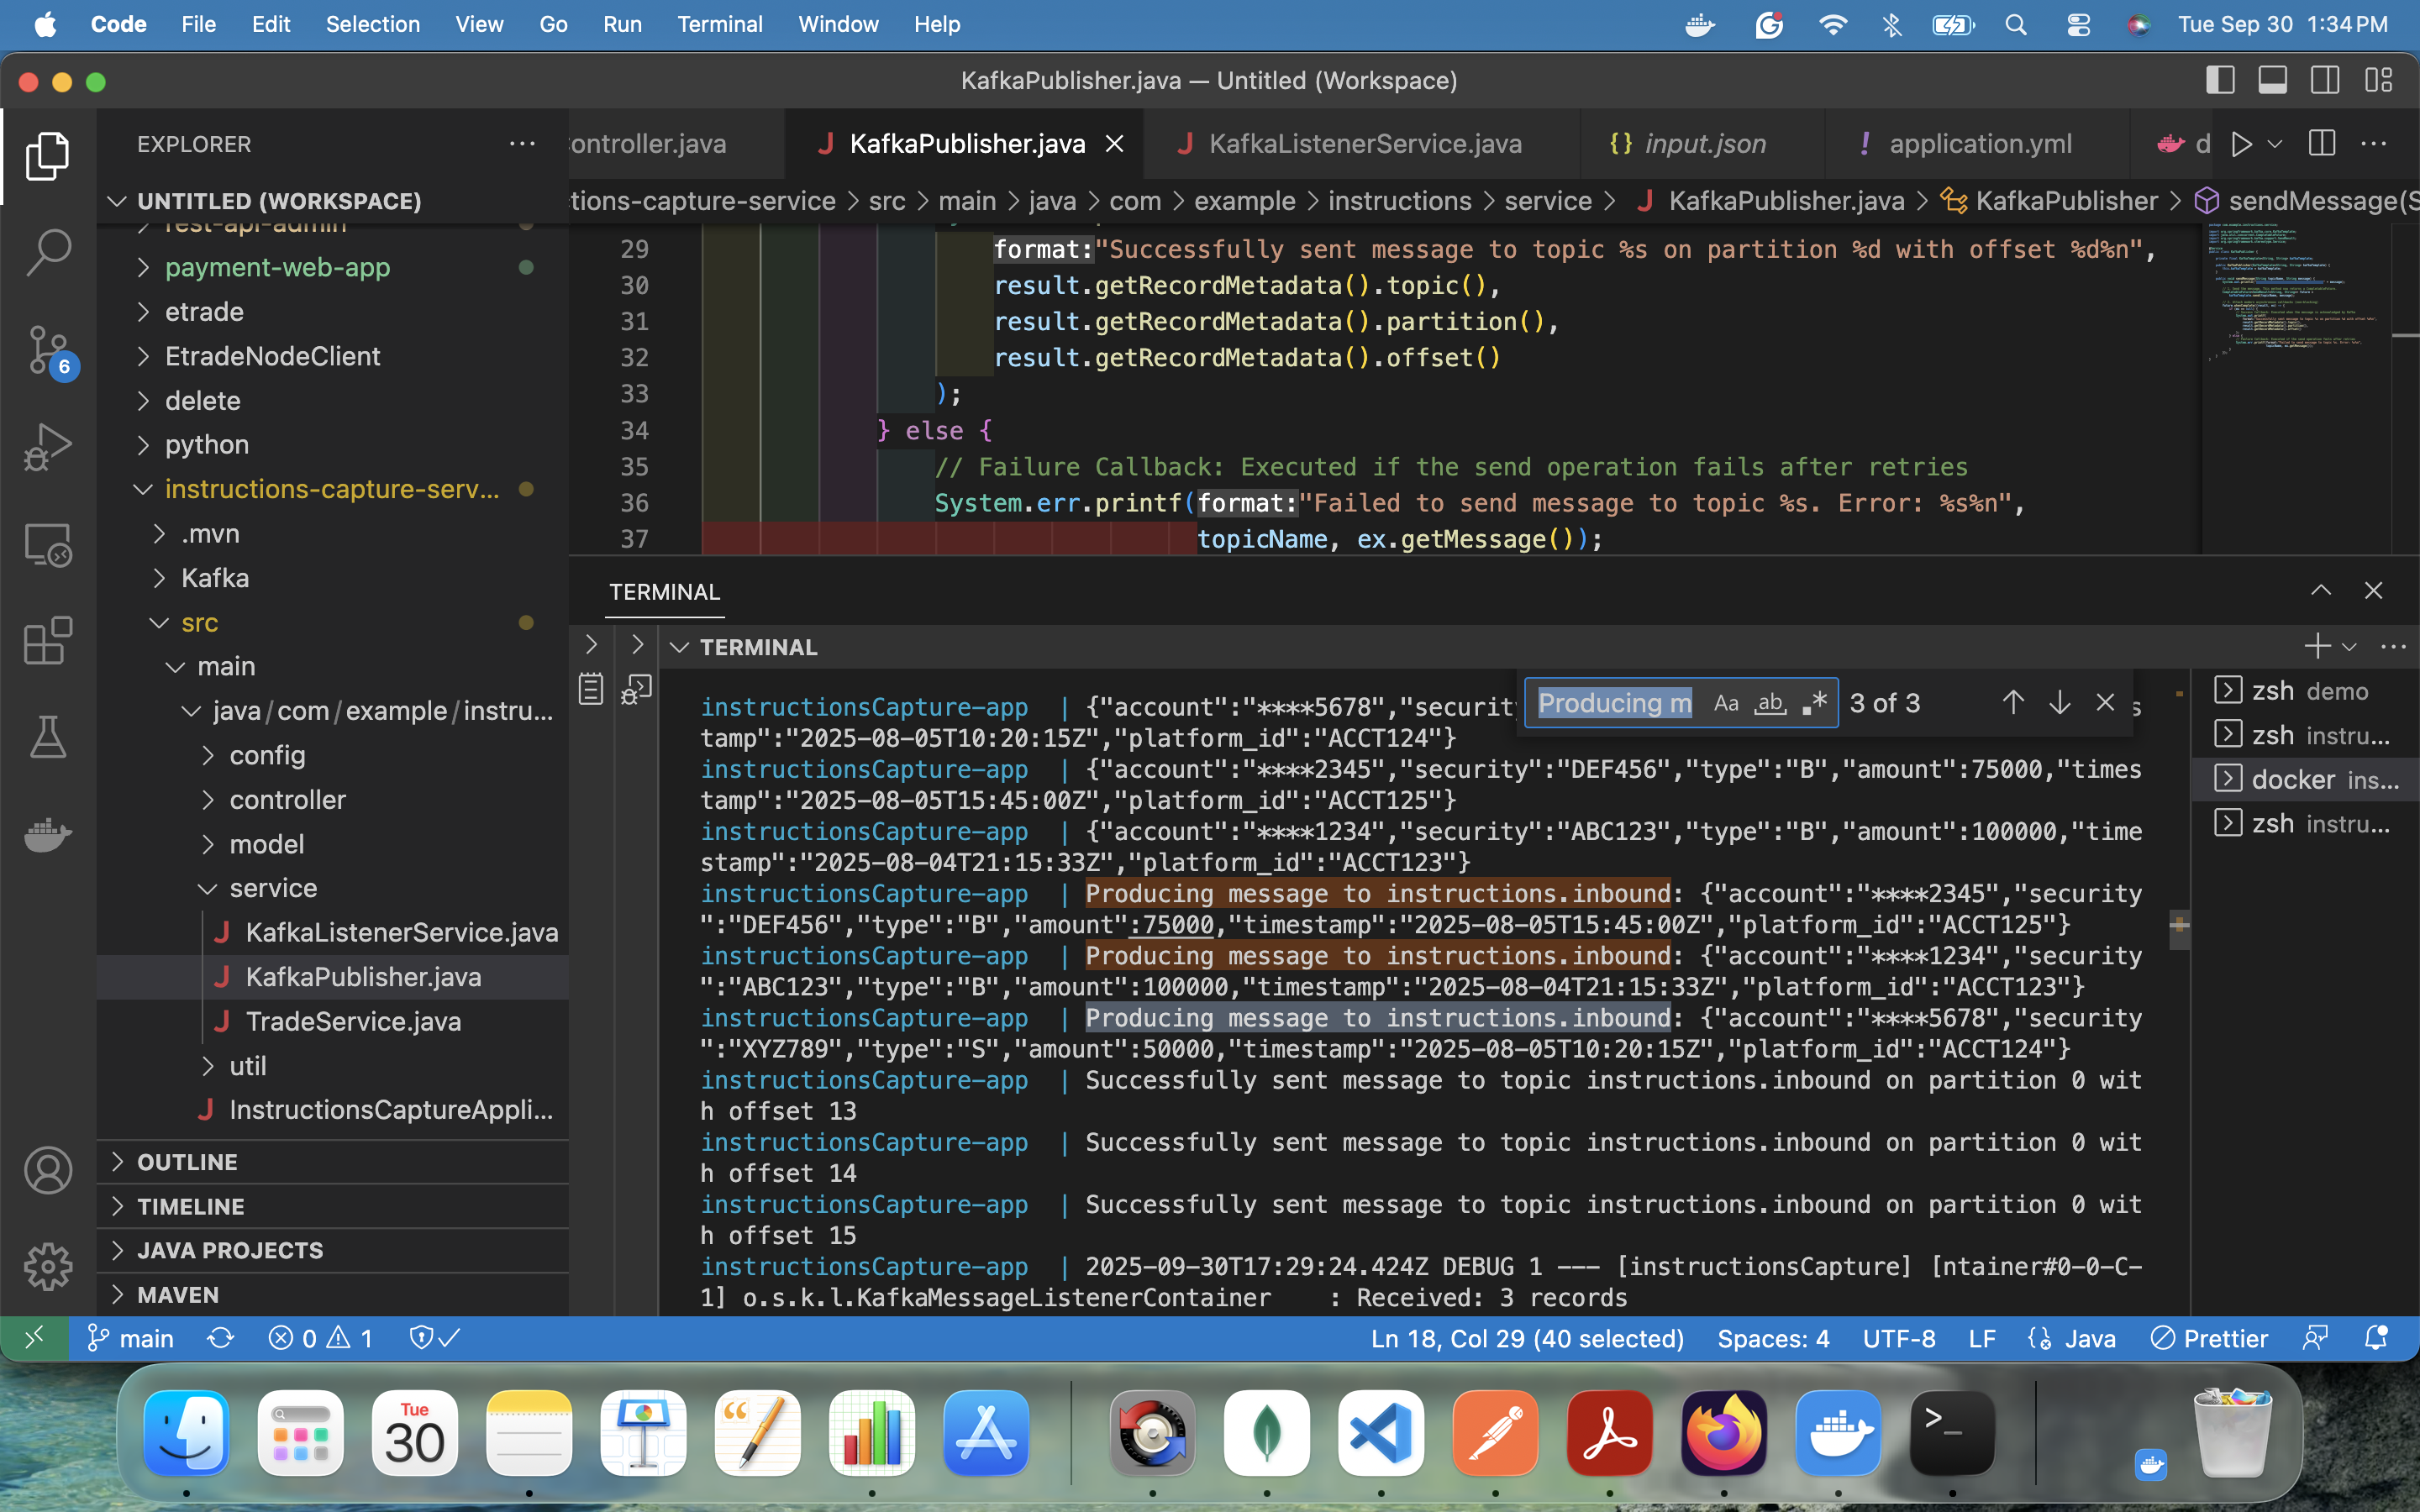 Code File Edit Selection View Go Run Terminal Window Help Tue Sep 30 1:34 PM
KafkaPublisher.java — Untitled (Workspace)
EXPLORER
UNTITLED (WORKSPACE)
rest-api-admin
payment-web-app
etrade
EtradeNodeClient
delete
python
instructions-capture-serv...
.mvn
Kafka
src
main
java/com/example/instru...
config
controller
model
service
KafkaListenerService.java
KafkaPublisher.java
TradeService.java
util
InstructionsCaptureAppli...
OUTLINE
TIMELINE
JAVA PROJECTS
MAVEN
6
ontroller.java KafkaPublisher.java KafkaListenerService.java {} input.json ! application.yml d
tions-capture-service > src > main > java > com > example > instructions > service > KafkaPublisher.java > KafkaPublisher > sendMessage(S
29 format:"Successfully sent message to topic %s on partition %d with offset %d%n",
30 result.getRecordMetadata().topic(),
31 result.getRecordMetadata().partition(),
32 result.getRecordMetadata().offset()
33 );
34 } else {
35 // Failure Callback: Executed if the send operation fails after retries
36 System.err.printf(format:"Failed to send message to topic %s. Error: %s%n",
37 topicName, ex.getMessage());
TERMINAL
TERMINAL
Producing m Aa ab .* 3 of 3
instructionsCapture-app | {"account":"****5678","securit s
tamp":"2025-08-05T10:20:15Z","platform_id":"ACCT124"}
instructionsCapture-app | {"account":"****2345","security":"DEF456","type":"B","amount":75000,"times
tamp":"2025-08-05T15:45:00Z","platform_id":"ACCT125"}
instructionsCapture-app | {"account":"****1234","security":"ABC123","type":"B","amount":100000,"time
stamp":"2025-08-04T21:15:33Z","platform_id":"ACCT123"}
instructionsCapture-app | Producing message to instructions.inbound: {"account":"****2345","security
":"DEF456","type":"B","amount":75000,"timestamp":"2025-08-05T15:45:00Z","platform_id":"ACCT125"}
instructionsCapture-app | Producing message to instructions.inbound: {"account":"****1234","security
":"ABC123","type":"B","amount":100000,"timestamp":"2025-08-04T21:15:33Z","platform_id":"ACCT123"}
instructionsCapture-app | Producing message to instructions.inbound: {"account":"****5678","security
":"XYZ789","type":"S","amount":50000,"timestamp":"2025-08-05T10:20:15Z","platform_id":"ACCT124"}
instructionsCapture-app | Successfully sent message to topic instructions.inbound on partition 0 wit
h offset 13
instructionsCapture-app | Successfully sent message to topic instructions.inbound on partition 0 wit
h offset 14
instructionsCapture-app | Successfully sent message to topic instructions.inbound on partition 0 wit
h offset 15
instructionsCapture-app | 2025-09-30T17:29:24.424Z DEBUG 1 --- [instructionsCapture] [ntainer#0-0-C-
1] o.s.k.l.KafkaMessageListenerContainer : Received: 3 records
zsh demo
zsh instru...
docker ins...
zsh instru...
main 0 1 Ln 18, Col 29 (40 selected) Spaces: 4 UTF-8 LF Java Prettier
Tue
30